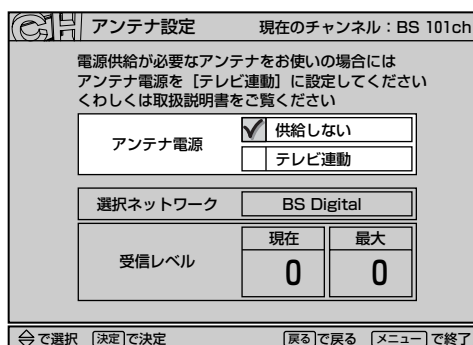 CH アンテナ設定 現在のチャンネル：BS 101ch
電源供給が必要なアンテナをお使いの場合には
アンテナ電源を［テレビ連動］に設定してください
くわしくは取扱説明書をご覧ください
アンテナ電源
供給しない
テレビ連動
選択ネットワーク BS Digital
受信レベル
現在 最大
0 0
で選択 決定で決定 戻るで戻る メニューで終了